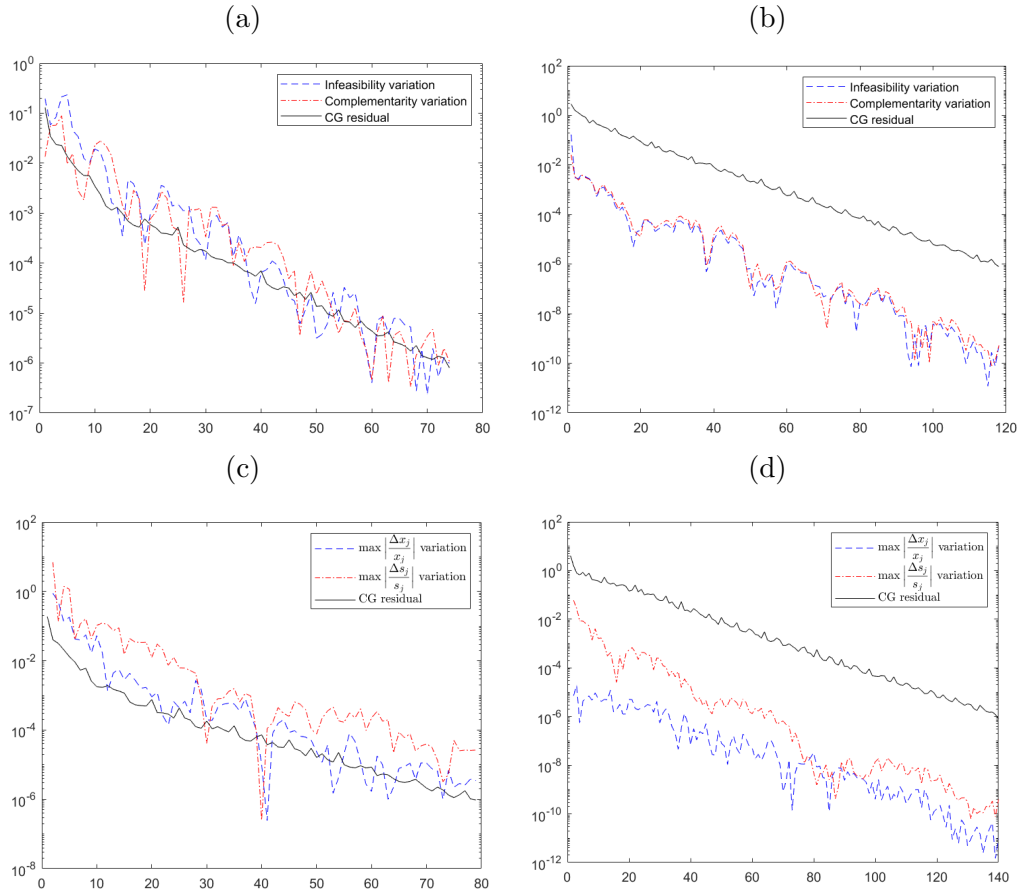 (a)
10^0
10^-1
10^-2
10^-3
10^-4
10^-5
10^-6
10^-7
0 10 20 30 40 50 60 70 80
Infeasibility variation
Complementarity variation
CG residual
(b)
10^2
10^0
10^-2
10^-4
10^-6
10^-8
10^-10
10^-12
0 20 40 60 80 100 120
Infeasibility variation
Complementarity variation
CG residual
(c)
10^2
10^0
10^-2
10^-4
10^-6
10^-8
0 10 20 30 40 50 60 70 80
max |Δx_j/x_j| variation
max |Δs_j/s_j| variation
CG residual
(d)
10^2
10^0
10^-2
10^-4
10^-6
10^-8
10^-10
10^-12
0 20 40 60 80 100 120 140
max |Δx_j/x_j| variation
max |Δs_j/s_j| variation
CG residual